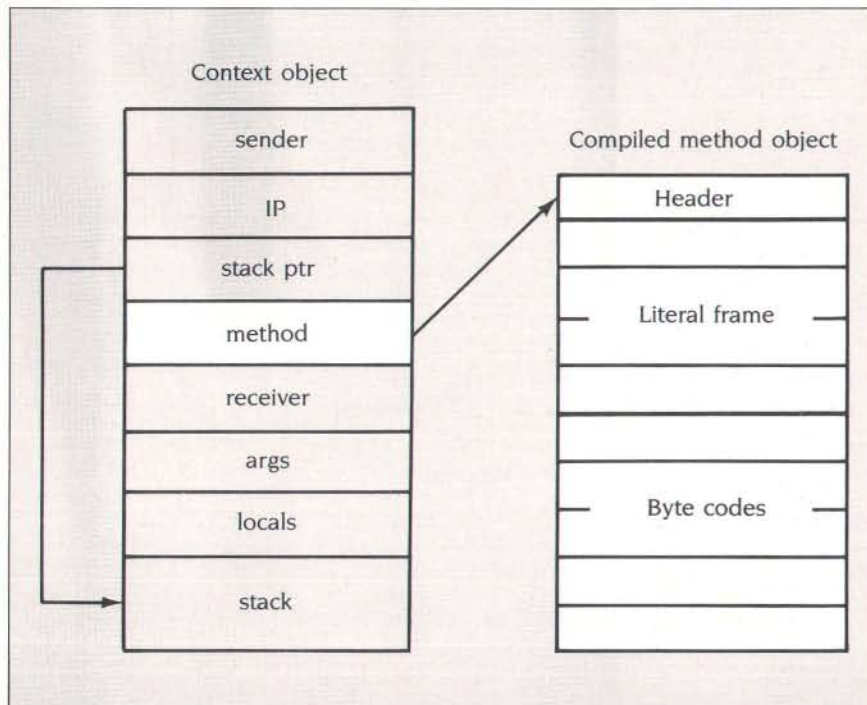 Context object
sender
IP
stack ptr
method
receiver
args
locals
stack
Compiled method object
Header
Literal frame
Byte codes